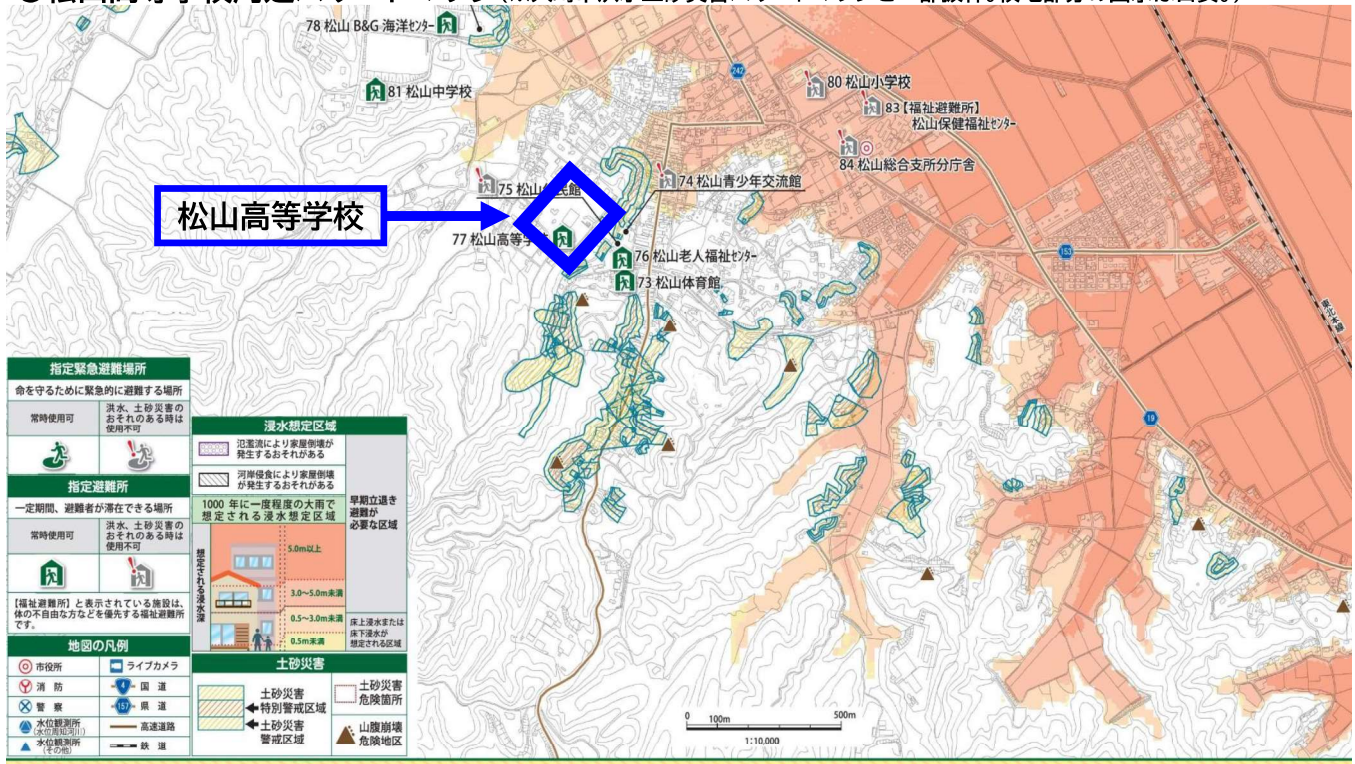 78 松山 B&G 海洋センター
81 松山中学校
242
80 松山小学校
83【福祉避難所】
松山保健福祉センター
84 松山総合支所分庁舎
75 松山
民館
74 松山青少年交流館
松山高等学校
77 松山高等学
76 松山老人福祉センター
73 松山体育館
153
東北本線
19
指定緊急避難場所
命を守るために緊急的に避難する場所
常時使用可
洪水、土砂災害の
おそれのある時は
使用不可
指定避難所
一定期間、避難者が滞在できる場所
常時使用可
洪水、土砂災害の
おそれのある時は
使用不可
【福祉避難所】と表示されている施設は、
体の不自由な方などを優先する福祉避難所
です。
地図の凡例
市役所
ライブカメラ
消 防
4 国 道
警 察
157 県 道
水位観測所
(水位周知河川)
高速道路
水位観測所
(その他)
鉄 道
浸水想定区域
氾濫流により家屋倒壊が
発生するおそれがある
河岸侵食により家屋倒壊
が発生するおそれがある
1000 年に一度程度の大雨で
想定される浸水想定区域
早期立退き
避難が
必要な区域
想定される浸水深
5.0m以上
3.0〜5.0m未満
0.5〜3.0m未満
0.5m未満
床上浸水または
床下浸水が
想定される区域
土砂災害
土砂災害
特別警戒区域
土砂災害
警戒区域
土砂災害
危険箇所
山腹崩壊
危険地区
0 100m 500m
1:10,000